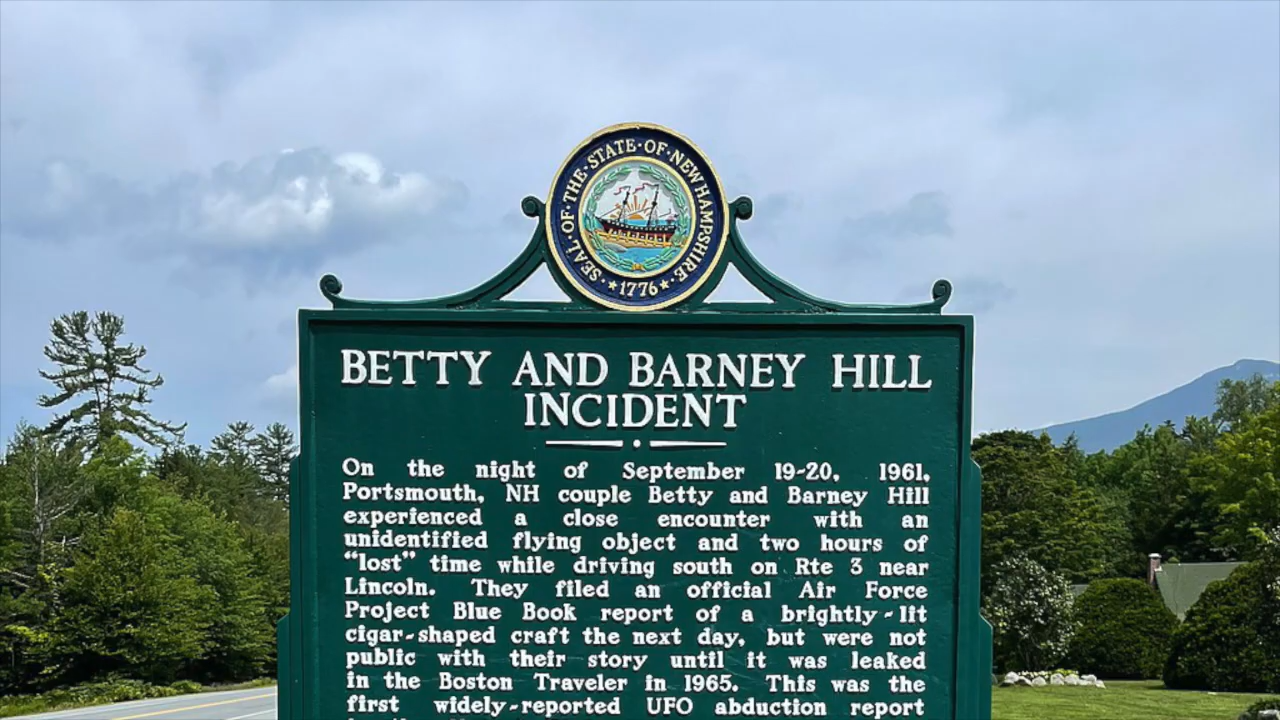 SEAL·OF·THE·STATE·OF·NEW HAMPSHIRE·
★1776★
BETTY AND BARNEY HILL
INCIDENT
On the night of September 19-20, 1961,
Portsmouth, NH couple Betty and Barney Hill
experienced a close encounter with an
unidentified flying object and two hours of
“lost” time while driving south on Rte 3 near
Lincoln. They filed an official Air Force
Project Blue Book report of a brightly-lit
cigar-shaped craft the next day, but were not
public with their story until it was leaked
in the Boston Traveler in 1965. This was the
first widely-reported UFO abduction report